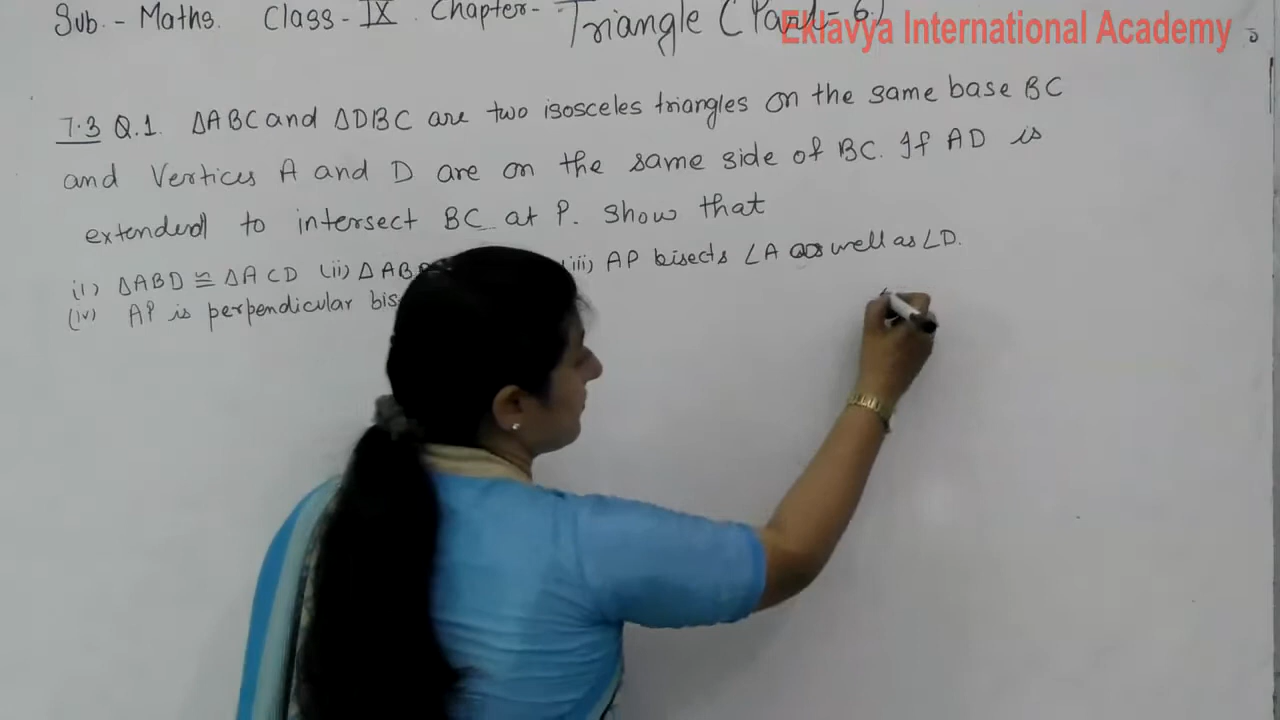 Sub. - Maths. Class - IX. Chapter - Triangle (Part - 6)
Eklavya International Academy
7.3 Q.1. ΔABC and ΔDBC are two isosceles triangles on the same base BC
and Vertices A and D are on the same side of BC. If AD is
extended to intersect BC at P. Show that
(i) ΔABD ≅ ΔACD (ii) ΔAB (iii) AP bisects ∠A as well as ∠D.
(iv) AP is perpendicular bis